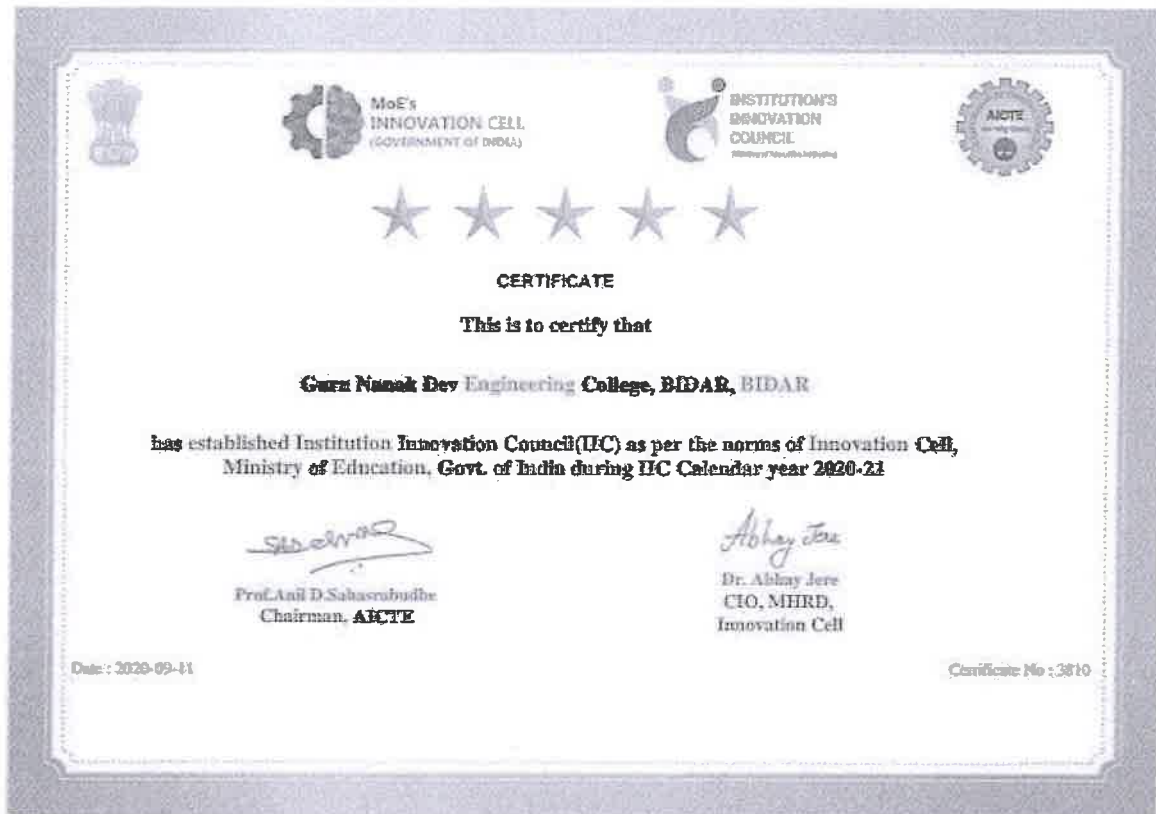 MoE's
INNOVATION CELL
(GOVERNMENT OF INDIA)
INSTITUTION'S
INNOVATION
COUNCIL
AICTE
CERTIFICATE
This is to certify that
Guru Nanak Dev Engineering College, BIDAR, BIDAR
has established Institution Innovation Council(IIC) as per the norms of Innovation Cell,
Ministry of Education, Govt. of India during IIC Calendar year 2020-21
Abhay Jere
Prof.Anil D.Sahasrabudhe
Chairman, AICTE
Dr. Abhay Jere
CIO, MHRD,
Innovation Cell
Date : 2020-09-11
Certificate No : 3810